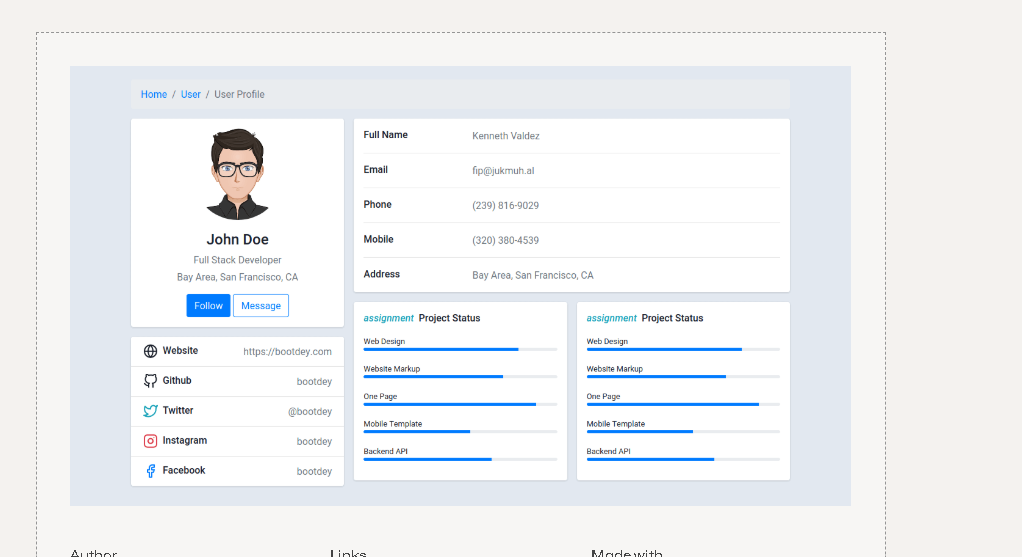 Home / User / User Profile
John Doe
Full Stack Developer
Bay Area, San Francisco, CA
Follow Message
Website https://bootdey.com
Github bootdey
Twitter @bootdey
Instagram bootdey
Facebook bootdey
Full Name Kenneth Valdez
Email fip@jukmuh.al
Phone (239) 816-9029
Mobile (320) 380-4539
Address Bay Area, San Francisco, CA
assignment Project Status
Web Design
Website Markup
One Page
Mobile Template
Backend API
assignment Project Status
Web Design
Website Markup
One Page
Mobile Template
Backend API
Author Links Made with